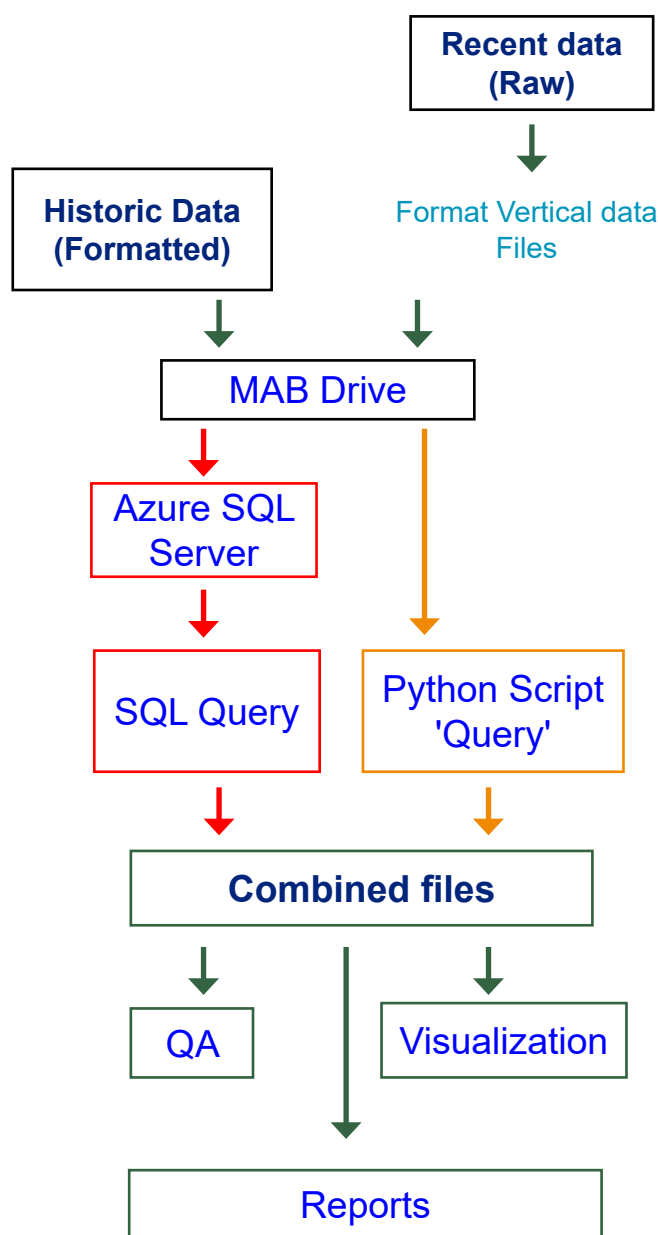 Recent data
(Raw)
Historic Data
(Formatted)
Format Vertical data
Files
MAB Drive
Azure SQL
Server
SQL Query
Python Script
'Query'
Combined files
QA
Visualization
Reports